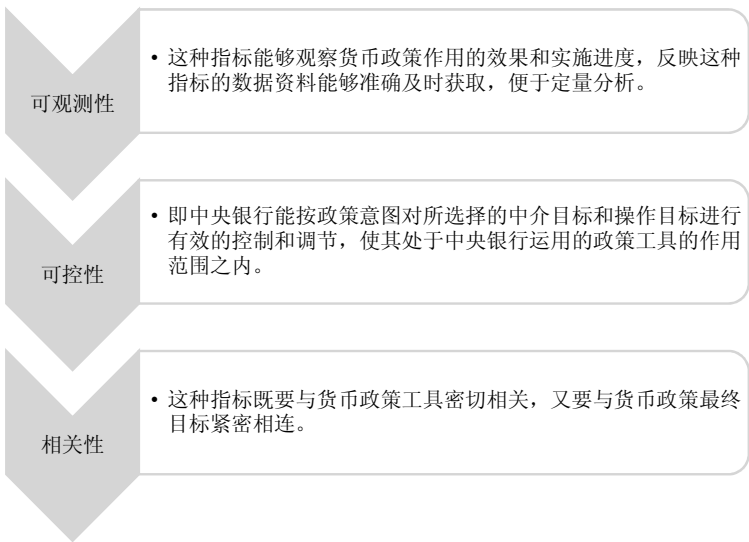 可观测性
• 这种指标能够观察货币政策作用的效果和实施进度，反映这种
指标的数据资料能够准确及时获取，便于定量分析。
可控性
• 即中央银行能按政策意图对所选择的中介目标和操作目标进行
有效的控制和调节，使其处于中央银行运用的政策工具的作用
范围之内。
相关性
• 这种指标既要与货币政策工具密切相关，又要与货币政策最终
目标紧密相连。